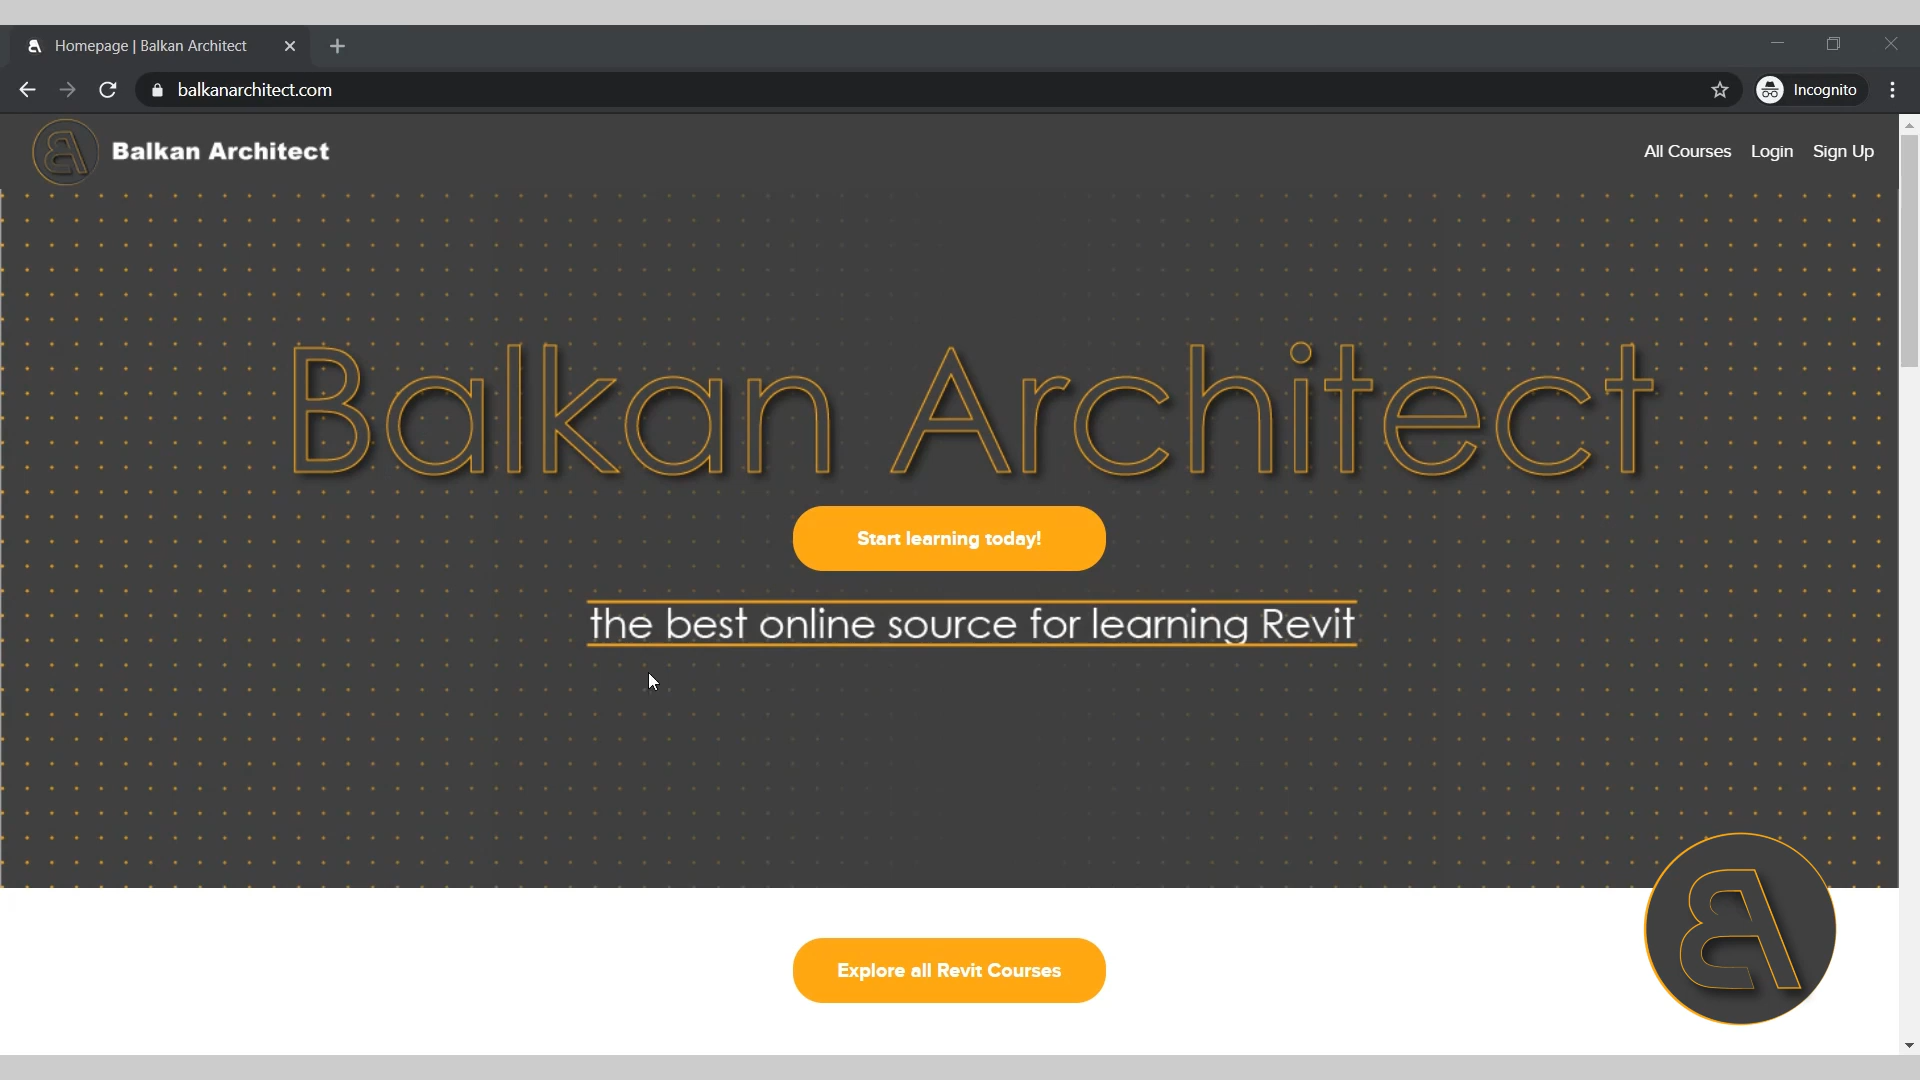 Homepage | Balkan Architect
balkanarchitect.com
Incognito
Balkan Architect
All Courses Login Sign Up
Balkan Architect
Start learning today!
the best online source for learning Revit
Explore all Revit Courses